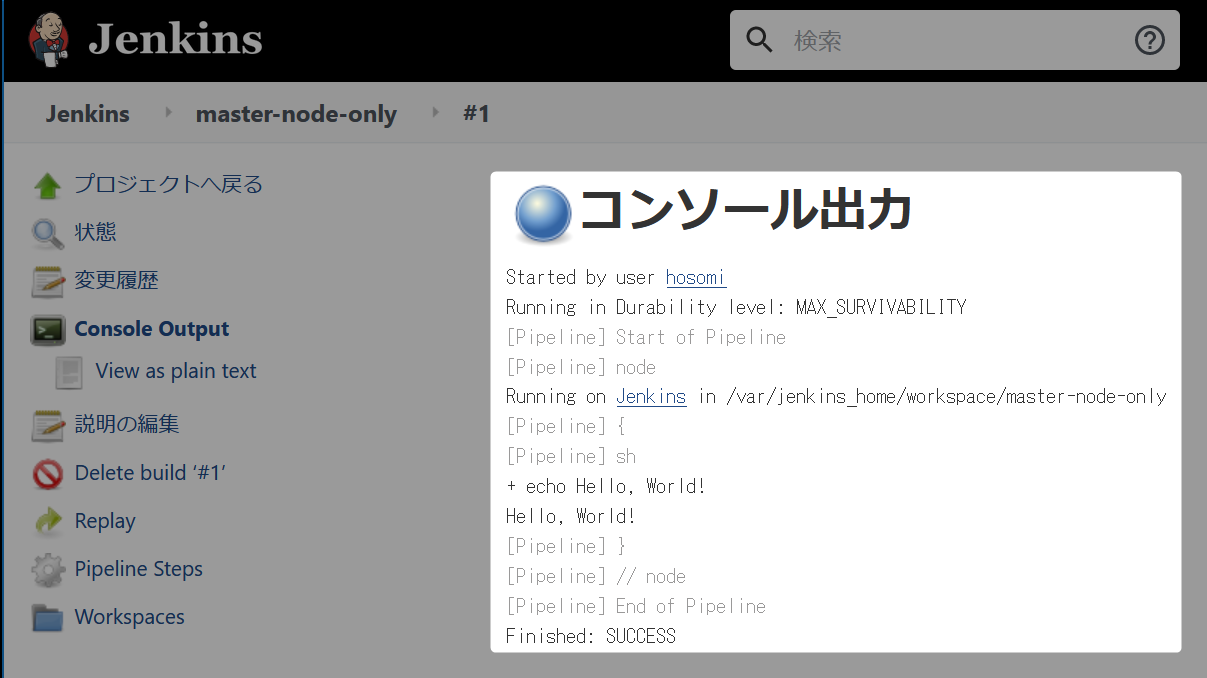 Jenkins
検索
Jenkins
master-node-only
#1
プロジェクトへ戻る
状態
変更履歴
Console Output
View as plain text
説明の編集
Delete build ‘#1’
Replay
Pipeline Steps
Workspaces
コンソール出力
Started by user hosomi
Running in Durability level: MAX_SURVIVABILITY
[Pipeline] Start of Pipeline
[Pipeline] node
Running on Jenkins in /var/jenkins_home/workspace/master-node-only
[Pipeline] {
[Pipeline] sh
+ echo Hello, World!
Hello, World!
[Pipeline] }
[Pipeline] // node
[Pipeline] End of Pipeline
Finished: SUCCESS